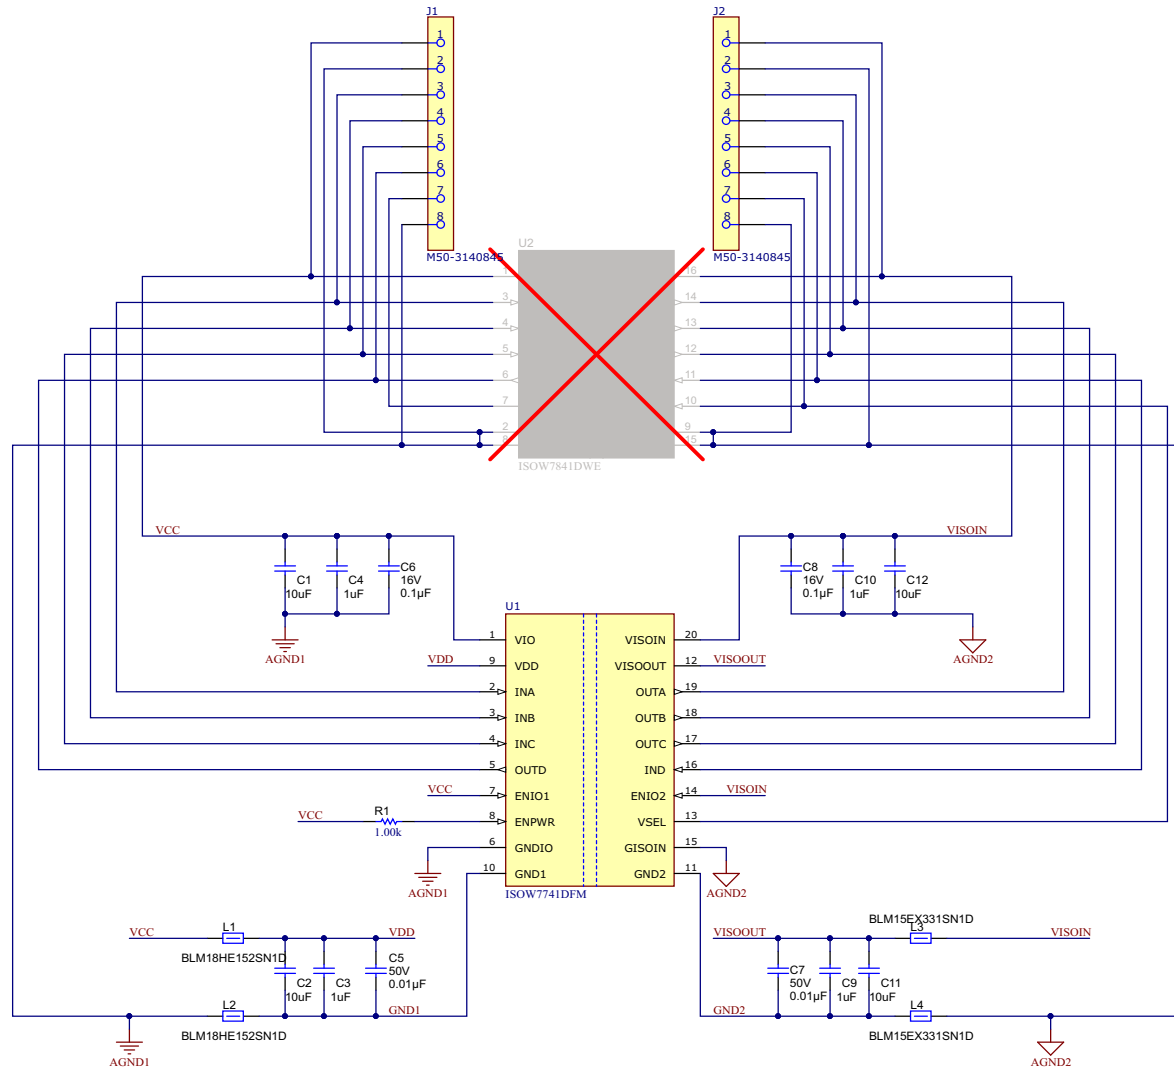 J1
J2
1
2
3
4
5
6
7
8
1
2
3
4
5
6
7
8
M50-3140845
M50-3140845
U2
1
3
4
5
6
7
2
16
14
13
12
11
10
9
15
ISOW7841DWE
VCC
VISOIN
C1
10uF
C4
1uF
C6
16V
0.1µF
C8
16V
0.1µF
C10
1uF
C12
10uF
AGND1
AGND2
U1
1 VIO VISOIN 20
VDD 9 VDD VISOOUT 12 VISOOUT
2 INA OUTA 19
3 INB OUTB 18
4 INC OUTC 17
5 OUTD IND 16
VCC 7 ENIO1 ENIO2 14 VISOIN
VCC R1 1.00k 8 ENPWR VSEL 13
6 GNDIO GISOIN 15
10 GND1 GND2 11
AGND1
AGND2
ISOW7741DFM
VCC
L1
VDD
BLM18HE152SN1D
C2
10uF
C3
1uF
C5
50V
0.01µF
L2
GND1
BLM18HE152SN1D
AGND1
BLM15EX331SN1D
VISOOUT
L3
VISOIN
C7
50V
0.01µF
C9
1uF
C11
10uF
GND2
L4
BLM15EX331SN1D
AGND2